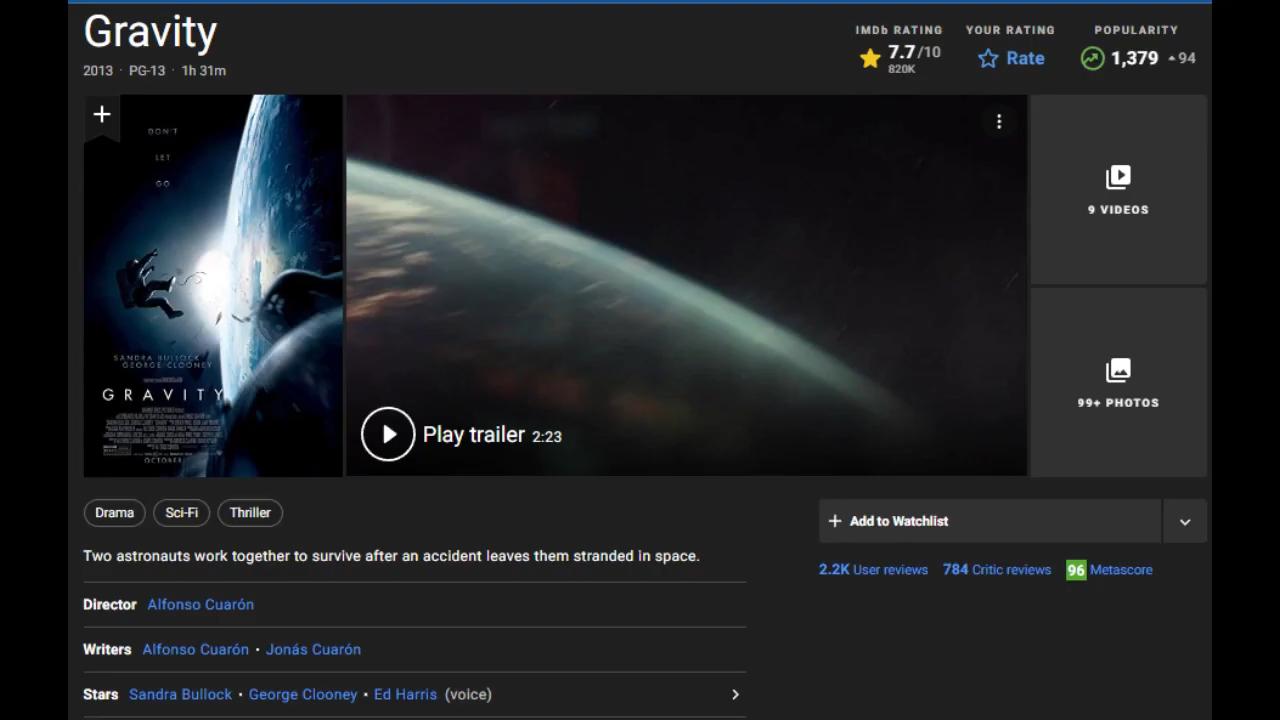 Gravity
2013 · PG-13 · 1h 31m
IMDb RATING
7.7/10
820K
YOUR RATING
Rate
POPULARITY
1,379
94
DON'T
LET
GO
SANDRA BULLOCK
GEORGE CLOONEY
GRAVITY
OCTOBER
Play trailer 2:23
9 VIDEOS
99+ PHOTOS
Drama Sci-Fi Thriller
Two astronauts work together to survive after an accident leaves them stranded in space.
Director Alfonso Cuarón
Writers Alfonso Cuarón · Jonás Cuarón
Stars Sandra Bullock · George Clooney · Ed Harris (voice)
+ Add to Watchlist
2.2K User reviews 784 Critic reviews 96 Metascore